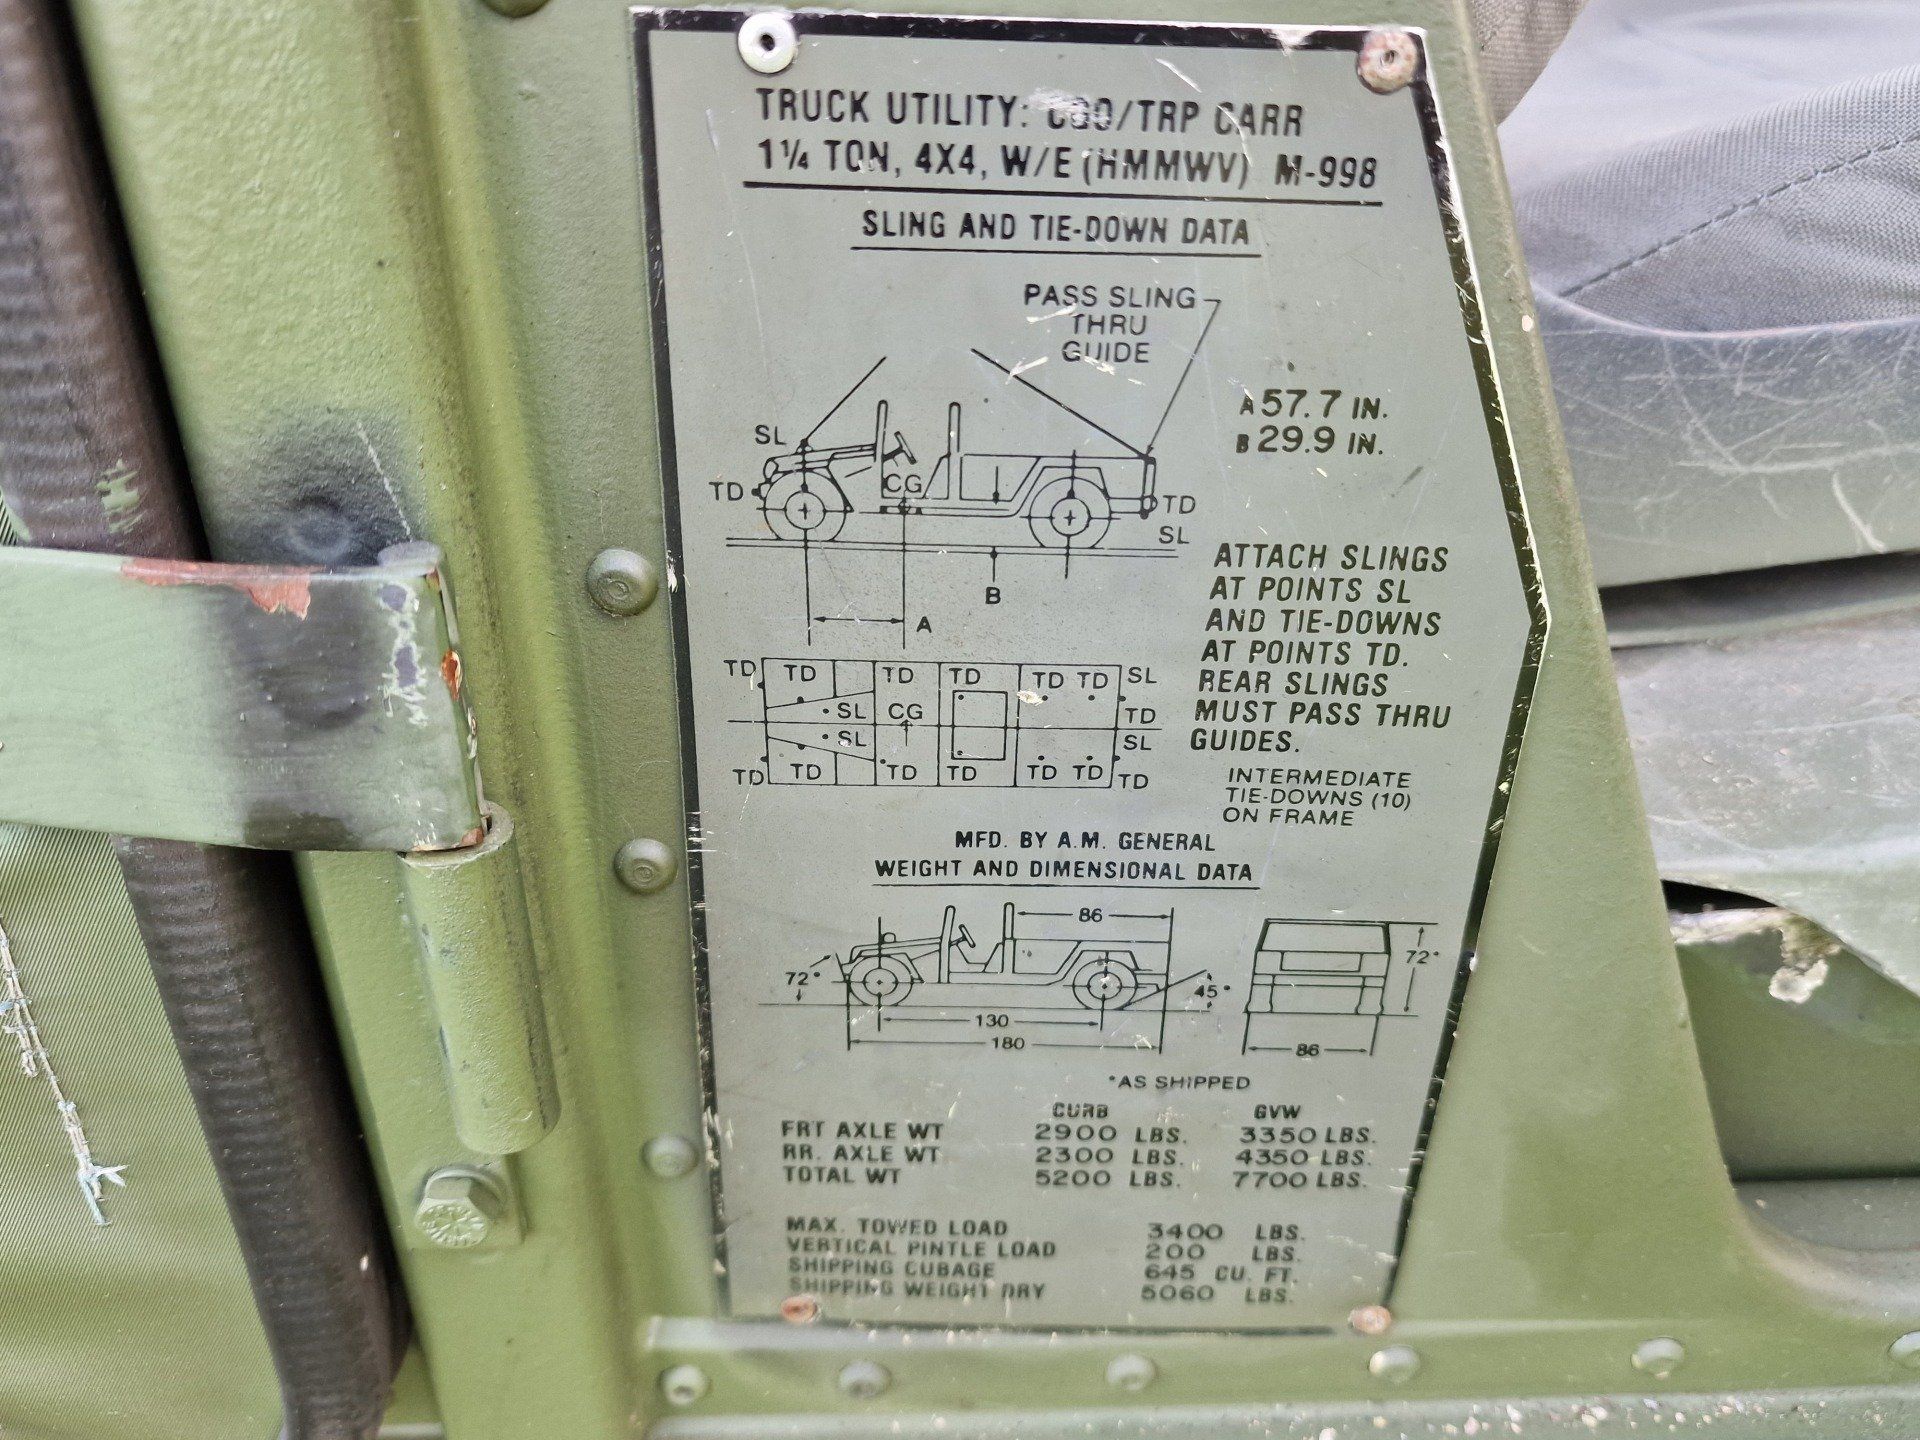 TRUCK UTILITY: CGO/TRP CARR
1¼ TON, 4X4, W/E (HMMWV) M-998
SLING AND TIE-DOWN DATA
PASS SLING
THRU
GUIDE
A 57.7 IN.
B 29.9 IN.
SL
TD
CG
TD
SL
B
A
ATTACH SLINGS
AT POINTS SL
AND TIE-DOWNS
AT POINTS TD.
REAR SLINGS
MUST PASS THRU
GUIDES.
TD TD TD TD TD TD SL
SL CG TD
SL SL
TD TD TD TD TD TD TD
INTERMEDIATE
TIE-DOWNS (10)
ON FRAME
MFD. BY A.M. GENERAL
WEIGHT AND DIMENSIONAL DATA
86
72°
45°
130
180
72*
86
*AS SHIPPED
CURB GVW
FRT AXLE WT 2900 LBS. 3350 LBS.
RR. AXLE WT 2300 LBS. 4350 LBS.
TOTAL WT 5200 LBS. 7700 LBS.
MAX. TOWED LOAD 3400 LBS.
VERTICAL PINTLE LOAD 200 LBS.
SHIPPING CUBAGE 645 CU. FT.
SHIPPING WEIGHT DRY 5060 LBS.